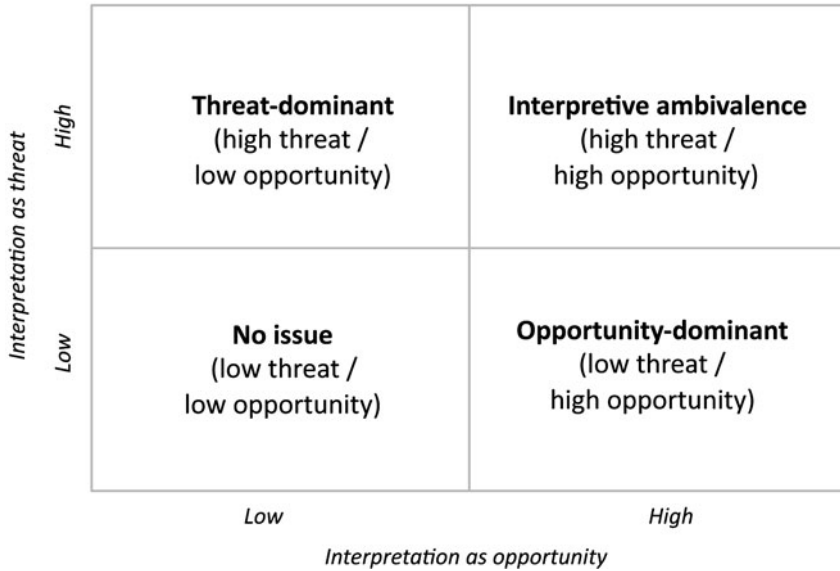 Interpretation as threat
High
Low
Threat-dominant
(high threat /
low opportunity)
Interpretive ambivalence
(high threat /
high opportunity)
No issue
(low threat /
low opportunity)
Opportunity-dominant
(low threat /
high opportunity)
Low
High
Interpretation as opportunity